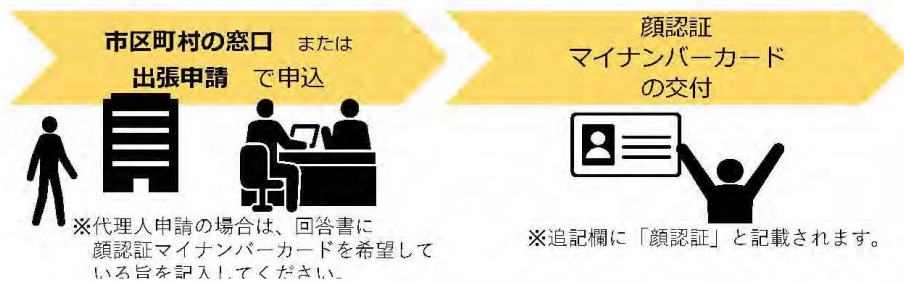 市区町村の窓口 または
出張申請 で申込
顔認証
マイナンバーカード
の交付
※代理人申請の場合は、回答書に
顔認証マイナンバーカードを希望して
いる旨を記入してください。
※追記欄に「顔認証」と記載されます。